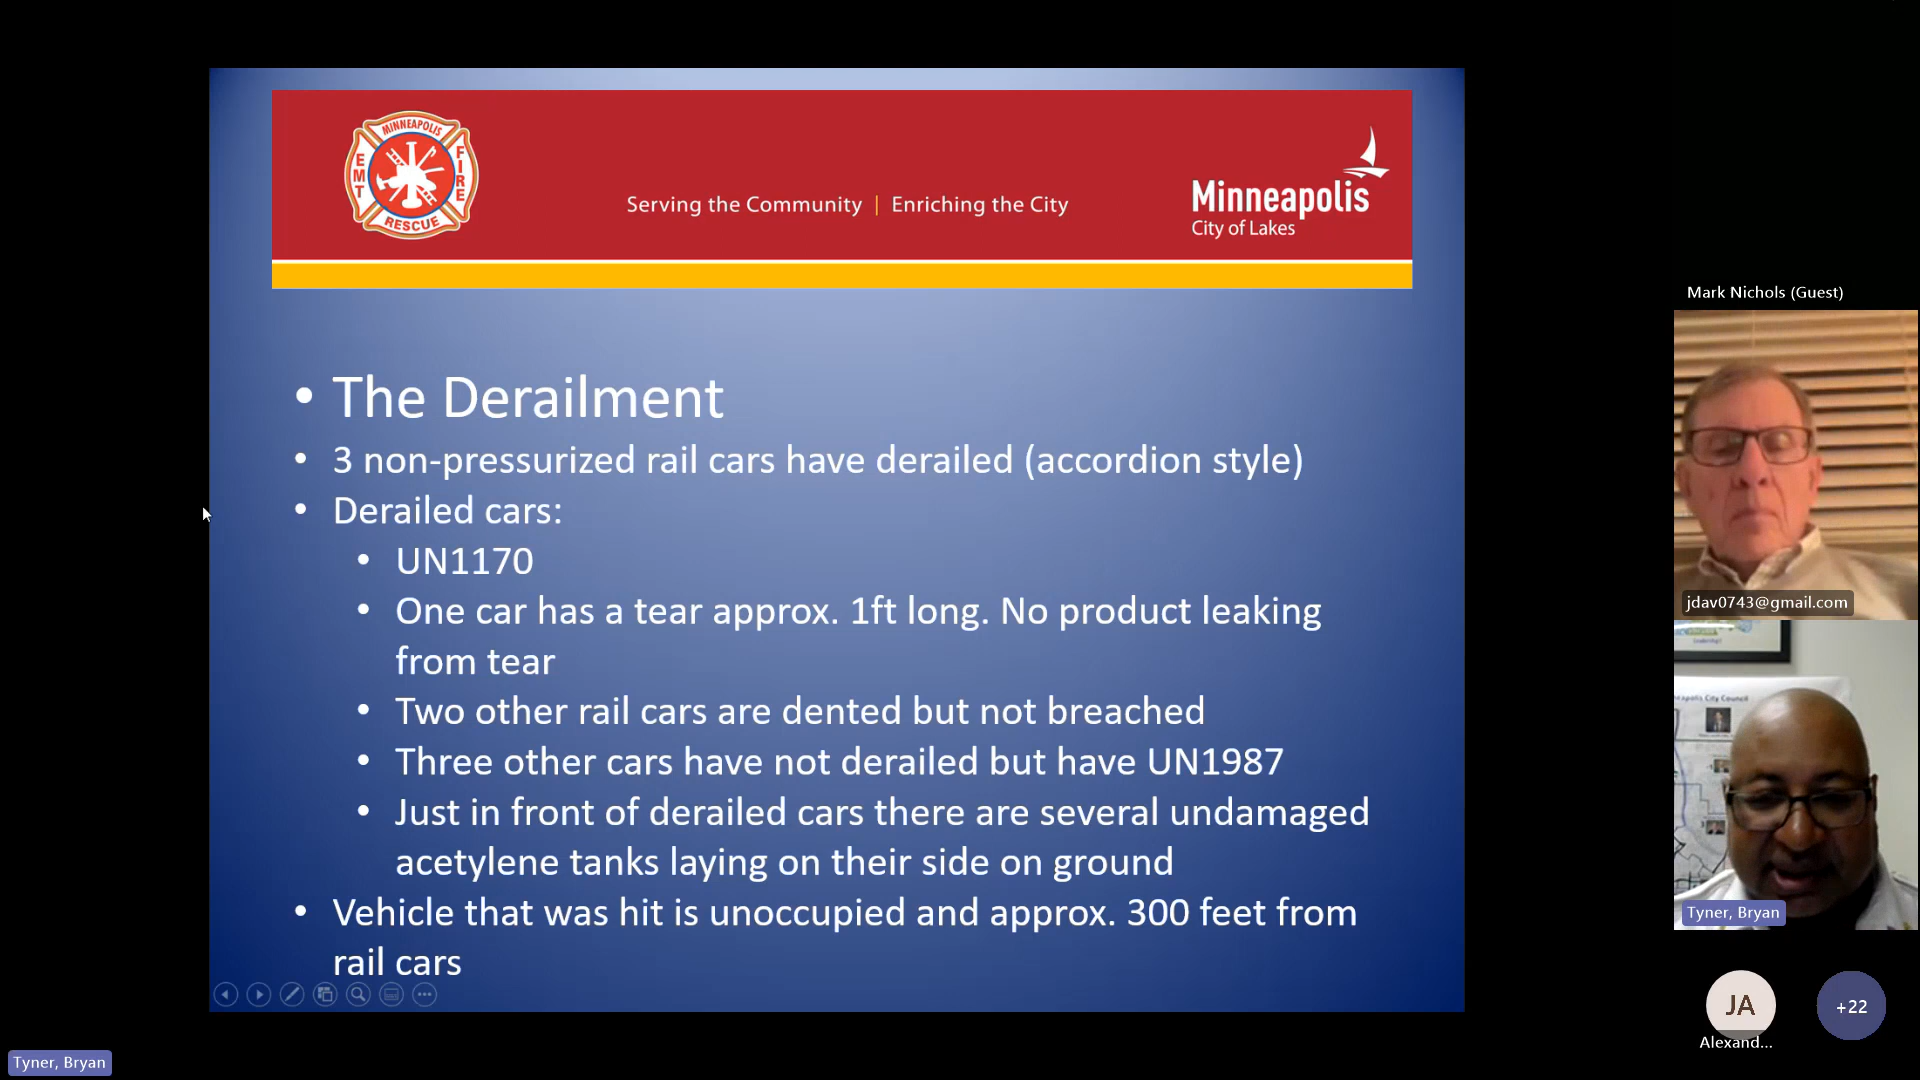 MINNEAPOLIS
EMT
FIRE
RESCUE
Serving the Community | Enriching the City
Minneapolis
City of Lakes
• The Derailment
• 3 non-pressurized rail cars have derailed (accordion style)
• Derailed cars:
• UN1170
• One car has a tear approx. 1ft long. No product leaking
from tear
• Two other rail cars are dented but not breached
• Three other cars have not derailed but have UN1987
• Just in front of derailed cars there are several undamaged
acetylene tanks laying on their side on ground
• Vehicle that was hit is unoccupied and approx. 300 feet from
rail cars
Tyner, Bryan
Mark Nichols (Guest)
jdav0743@gmail.com
City Council
Tyner, Bryan
JA
+22
Alexand...